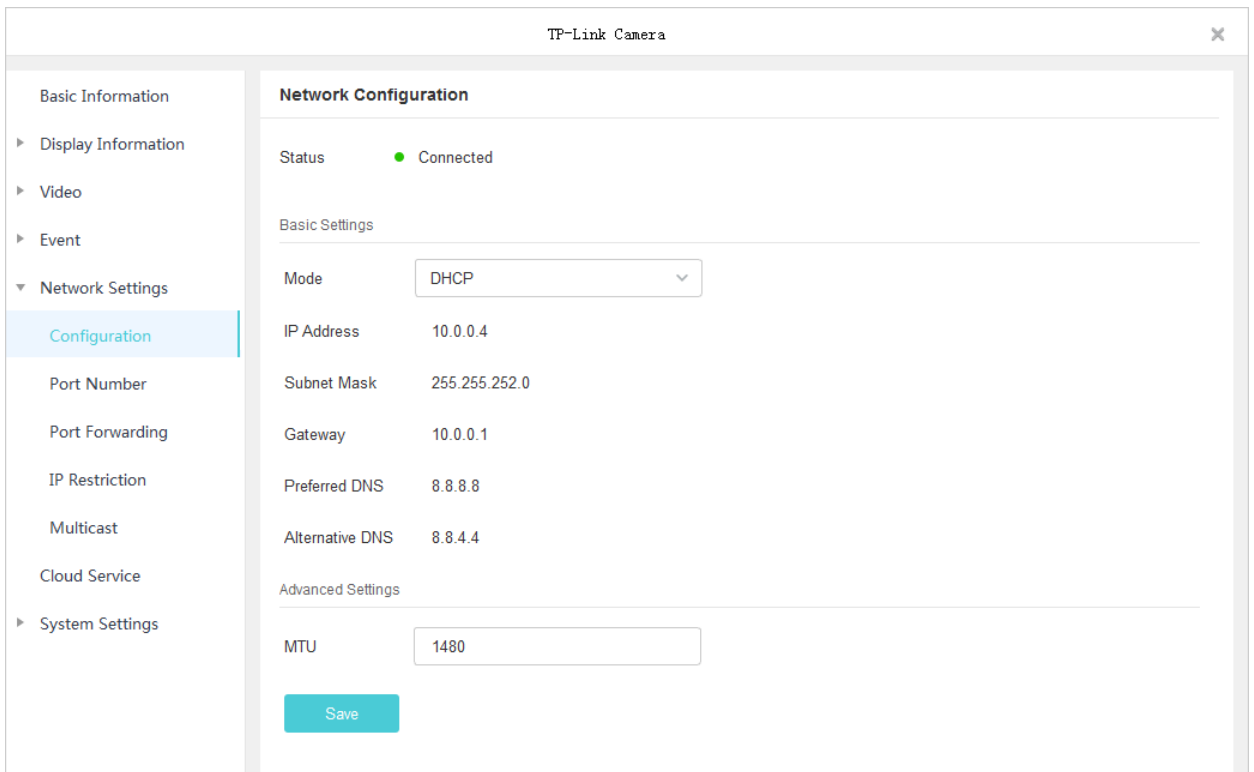 TP-Link Camera
Basic Information
Display Information
Video
Event
Network Settings
Configuration
Port Number
Port Forwarding
IP Restriction
Multicast
Cloud Service
System Settings
Network Configuration
Status Connected
Basic Settings
Mode DHCP
IP Address 10.0.0.4
Subnet Mask 255.255.252.0
Gateway 10.0.0.1
Preferred DNS 8.8.8.8
Alternative DNS 8.8.4.4
Advanced Settings
MTU 1480
Save